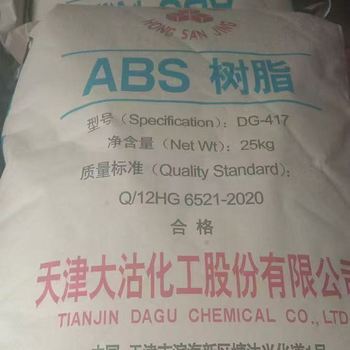 HONG SAN JING
ABS 树脂
型号(Specification): DG-417
净含量(Net Wt): 25kg
质量标准(Quality Standard):
Q/12HG 6521-2020
合格
天津大沽化工股份有限公司
TIANJIN DAGU CHEMICAL CO., LTD